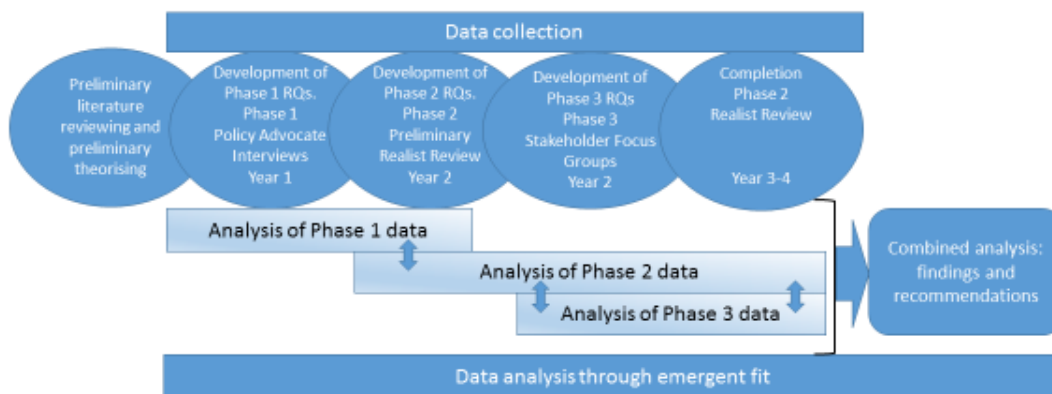 Data collection
Preliminary
literature
reviewing and
preliminary
theorising
Development of
Phase 1 RQs.
Phase 1
Policy Advocate
Interviews
Year 1
Development of
Phase 2 RQs.
Phase 2
Preliminary
Realist Review
Year 2
Development of
Phase 3 RQs
Phase 3
Stakeholder Focus
Groups
Year 2
Completion
Phase 2
Realist Review
Year 3-4
Analysis of Phase 1 data
Analysis of Phase 2 data
Analysis of Phase 3 data
Combined analysis:
findings and
recommendations
Data analysis through emergent fit